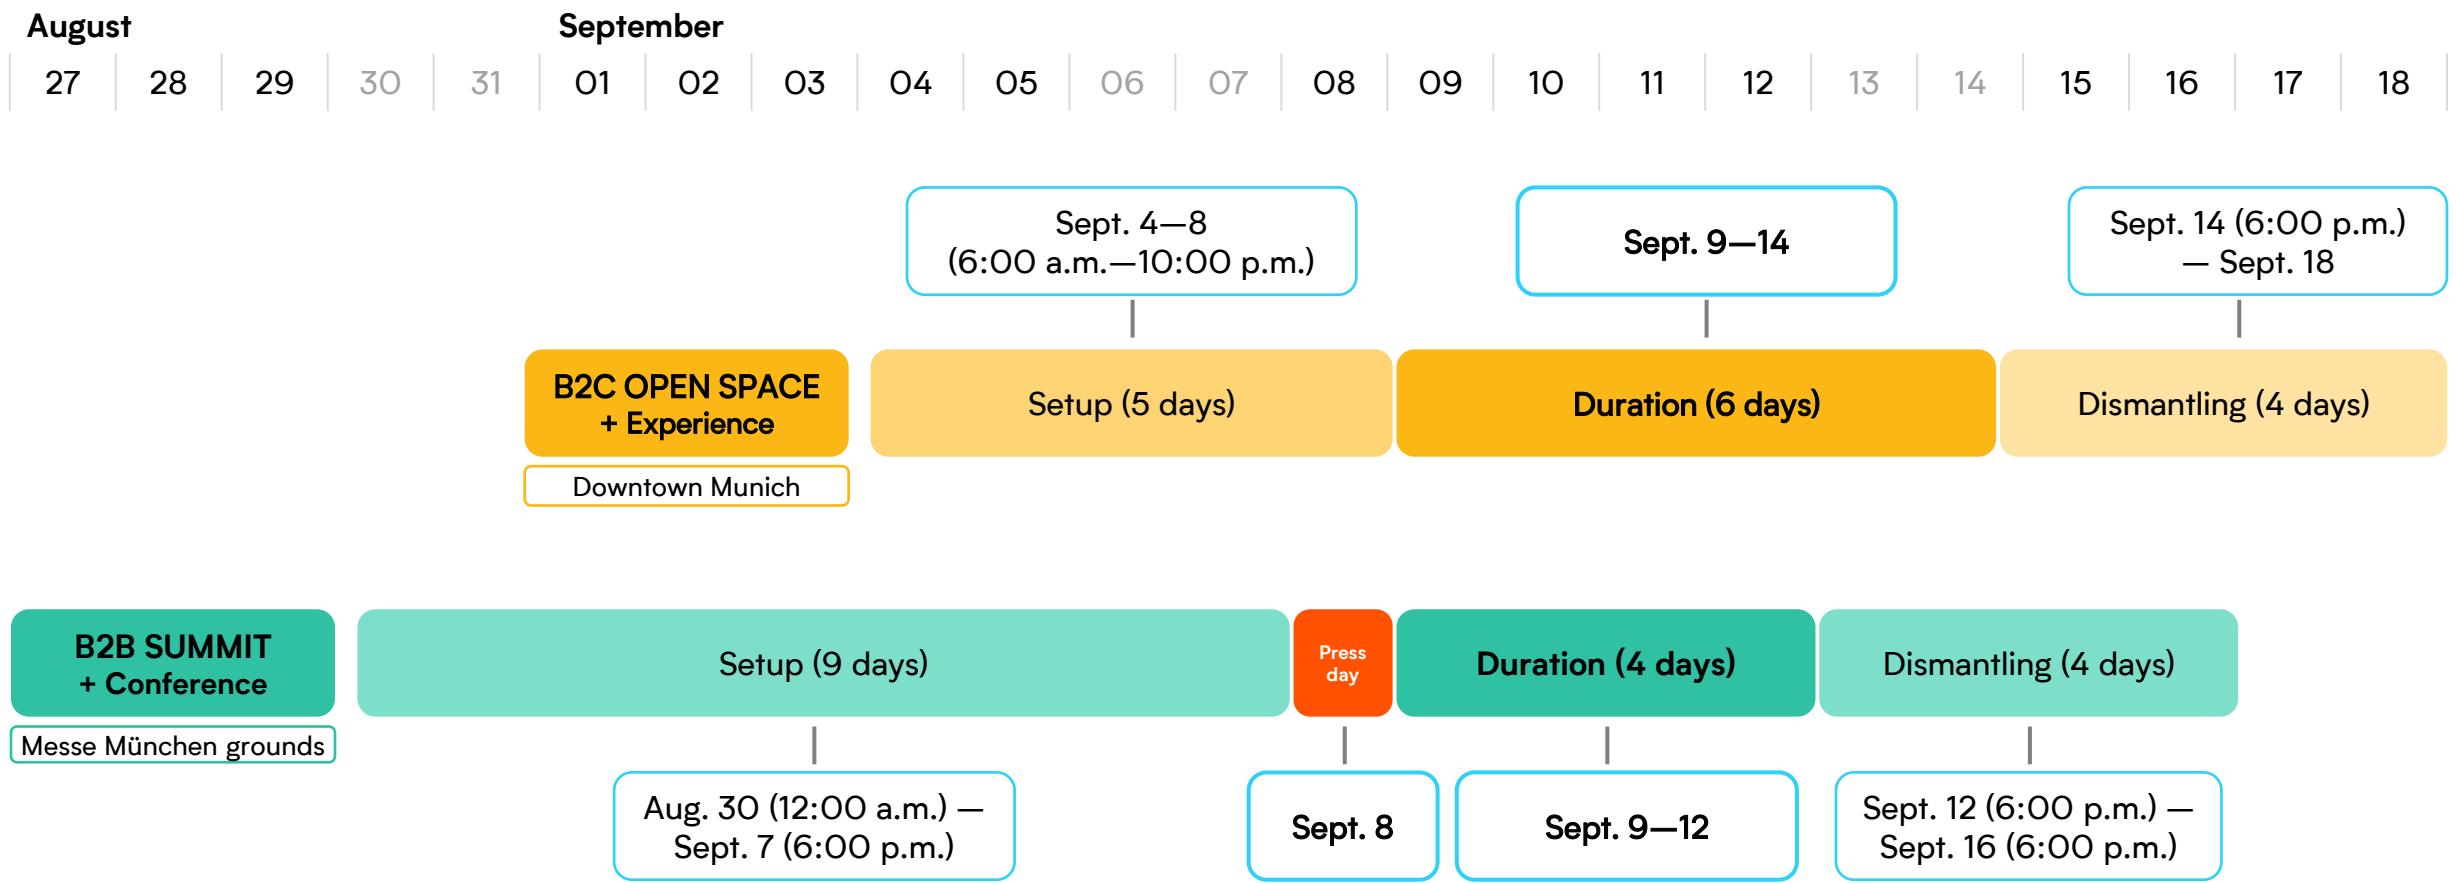 August
September
27 28 29 30 31 01 02 03 04 05 06 07 08 09 10 11 12 13 14 15 16 17 18
Sept. 4—8
(6:00 a.m.—10:00 p.m.)
Sept. 9—14
Sept. 14 (6:00 p.m.)
— Sept. 18
B2C OPEN SPACE
+ Experience
Setup (5 days)
Duration (6 days)
Dismantling (4 days)
Downtown Munich
B2B SUMMIT
+ Conference
Setup (9 days)
Press
day
Duration (4 days)
Dismantling (4 days)
Messe München grounds
Aug. 30 (12:00 a.m.) —
Sept. 7 (6:00 p.m.)
Sept. 8
Sept. 9—12
Sept. 12 (6:00 p.m.) —
Sept. 16 (6:00 p.m.)